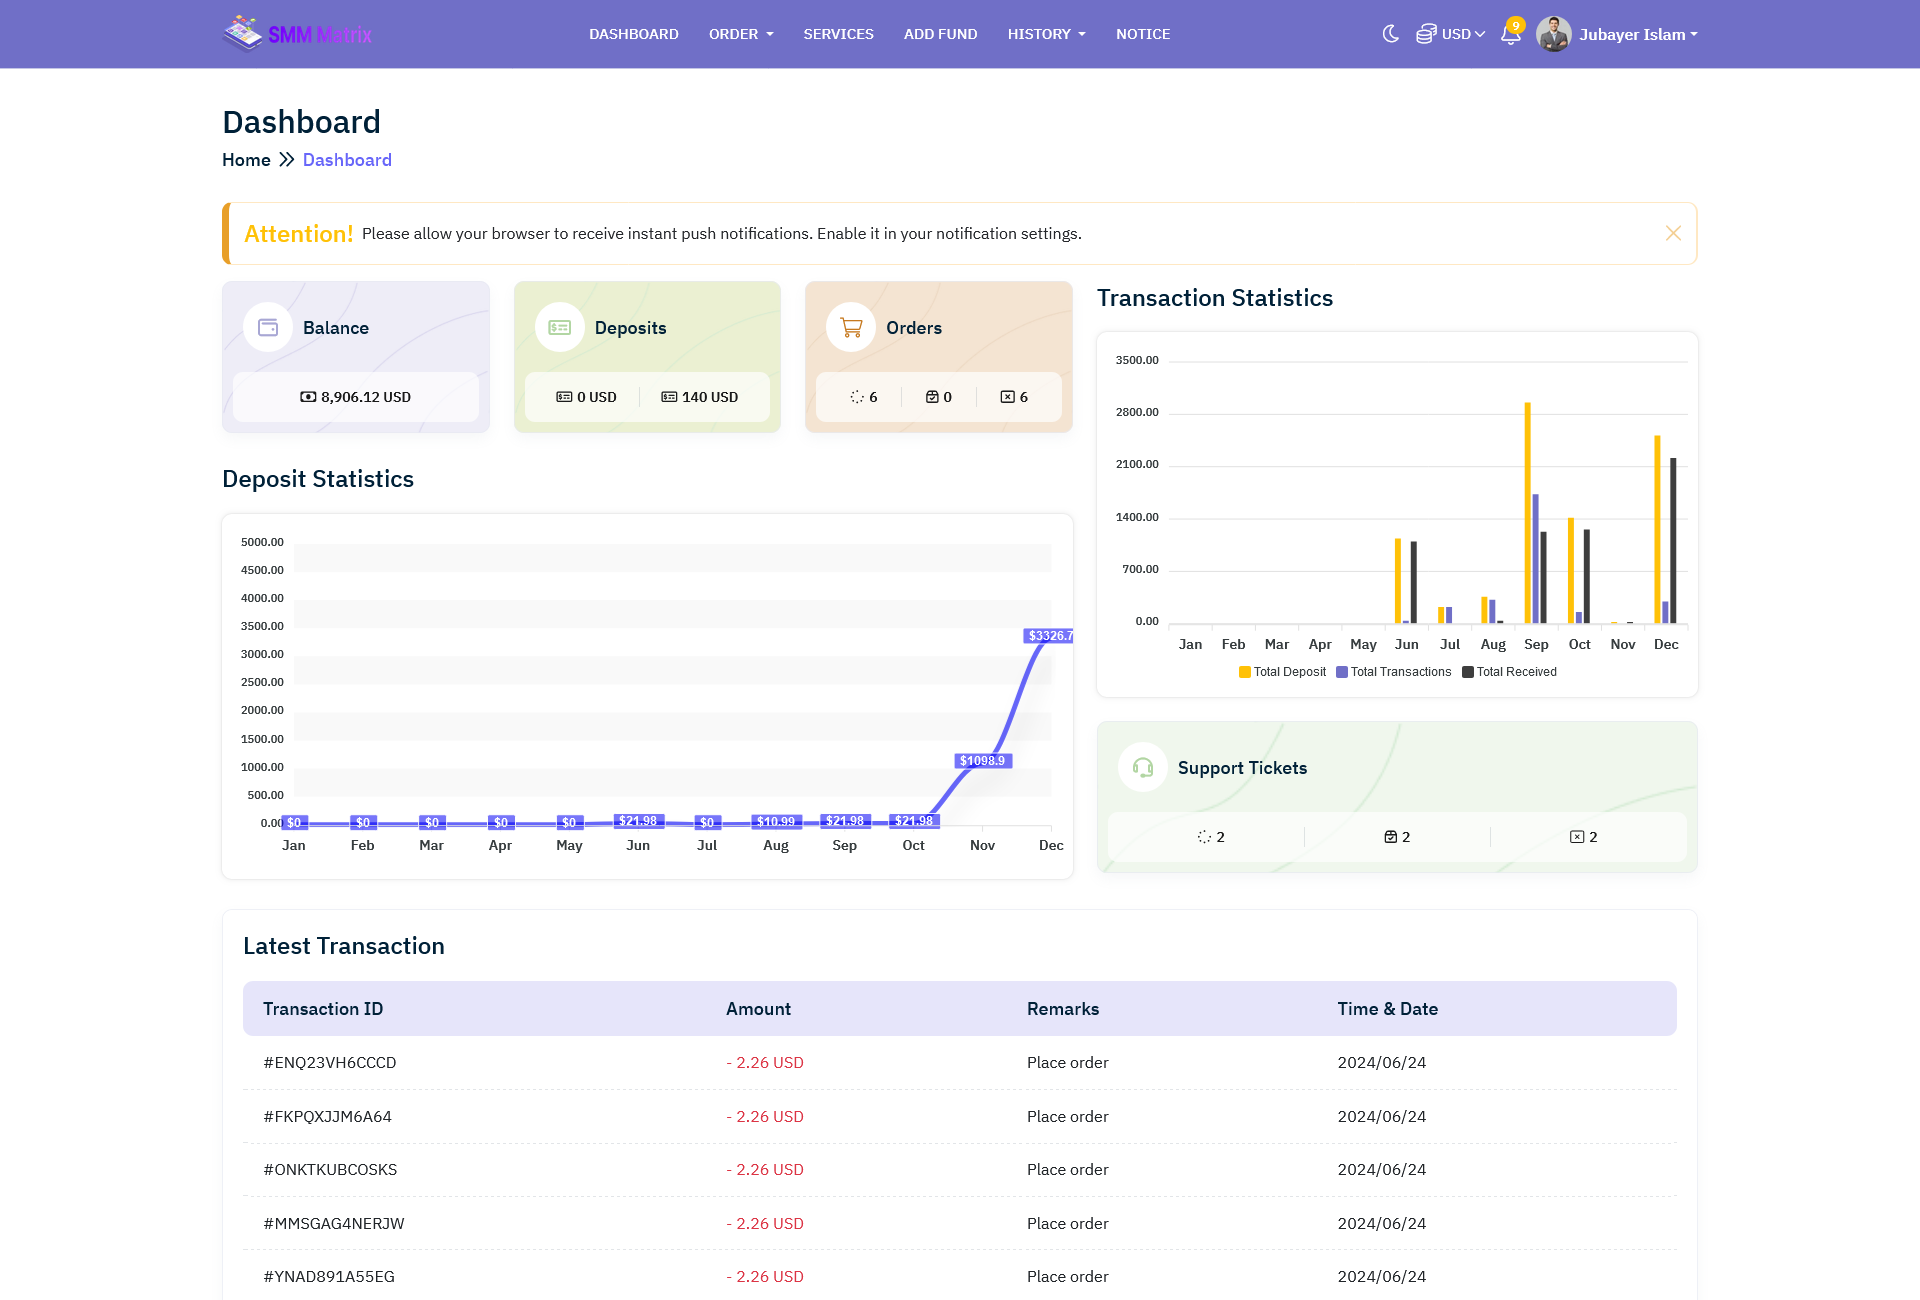 SMM Matrix
DASHBOARD ORDER SERVICES ADD FUND HISTORY NOTICE
USD 9 Jubayer Islam
Dashboard
Home Dashboard
Attention! Please allow your browser to receive instant push notifications. Enable it in your notification settings.
Balance
8,906.12 USD
Deposits
0 USD 140 USD
Orders
6 0 6
Deposit Statistics
5000.00
4500.00
4000.00
3500.00
3000.00
2500.00
2000.00
1500.00
1000.00
500.00
0.00
$0 $0 $0 $0 $0 $21.98 $0 $10.99 $21.98 $21.98 $1098.9 $3326.7
Jan Feb Mar Apr May Jun Jul Aug Sep Oct Nov Dec
Transaction Statistics
3500.00
2800.00
2100.00
1400.00
700.00
0.00
Jan Feb Mar Apr May Jun Jul Aug Sep Oct Nov Dec
Total Deposit Total Transactions Total Received
Support Tickets
2 2 2
Latest Transaction
Transaction ID Amount Remarks Time & Date
#ENQ23VH6CCCD - 2.26 USD Place order 2024/06/24
#FKPQXJJM6A64 - 2.26 USD Place order 2024/06/24
#ONKTKUBCOSKS - 2.26 USD Place order 2024/06/24
#MMSGAG4NERJW - 2.26 USD Place order 2024/06/24
#YNAD891A55EG - 2.26 USD Place order 2024/06/24